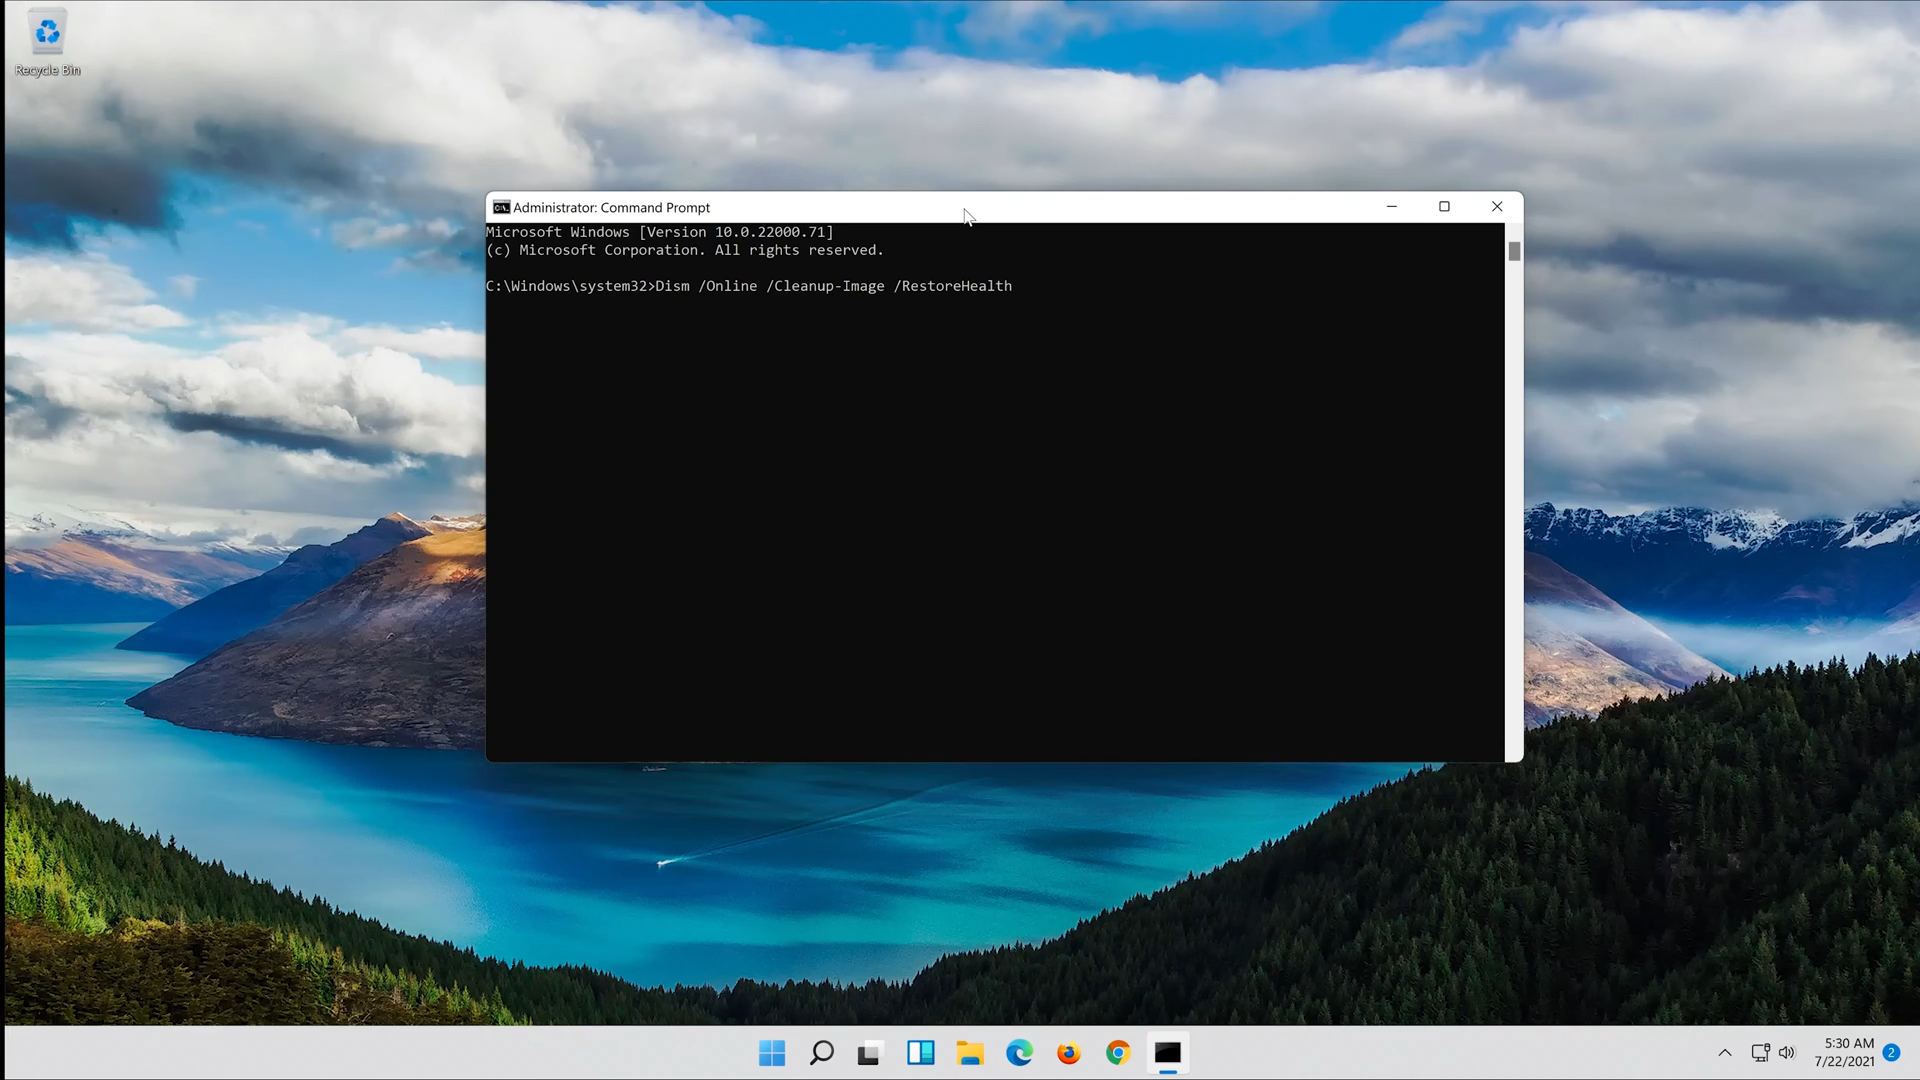 Recycle Bin
Administrator: Command Prompt
Microsoft Windows [Version 10.0.22000.71]
(c) Microsoft Corporation. All rights reserved.
C:\Windows\system32>Dism /Online /Cleanup-Image /RestoreHealth
5:30 AM
7/22/2021
2